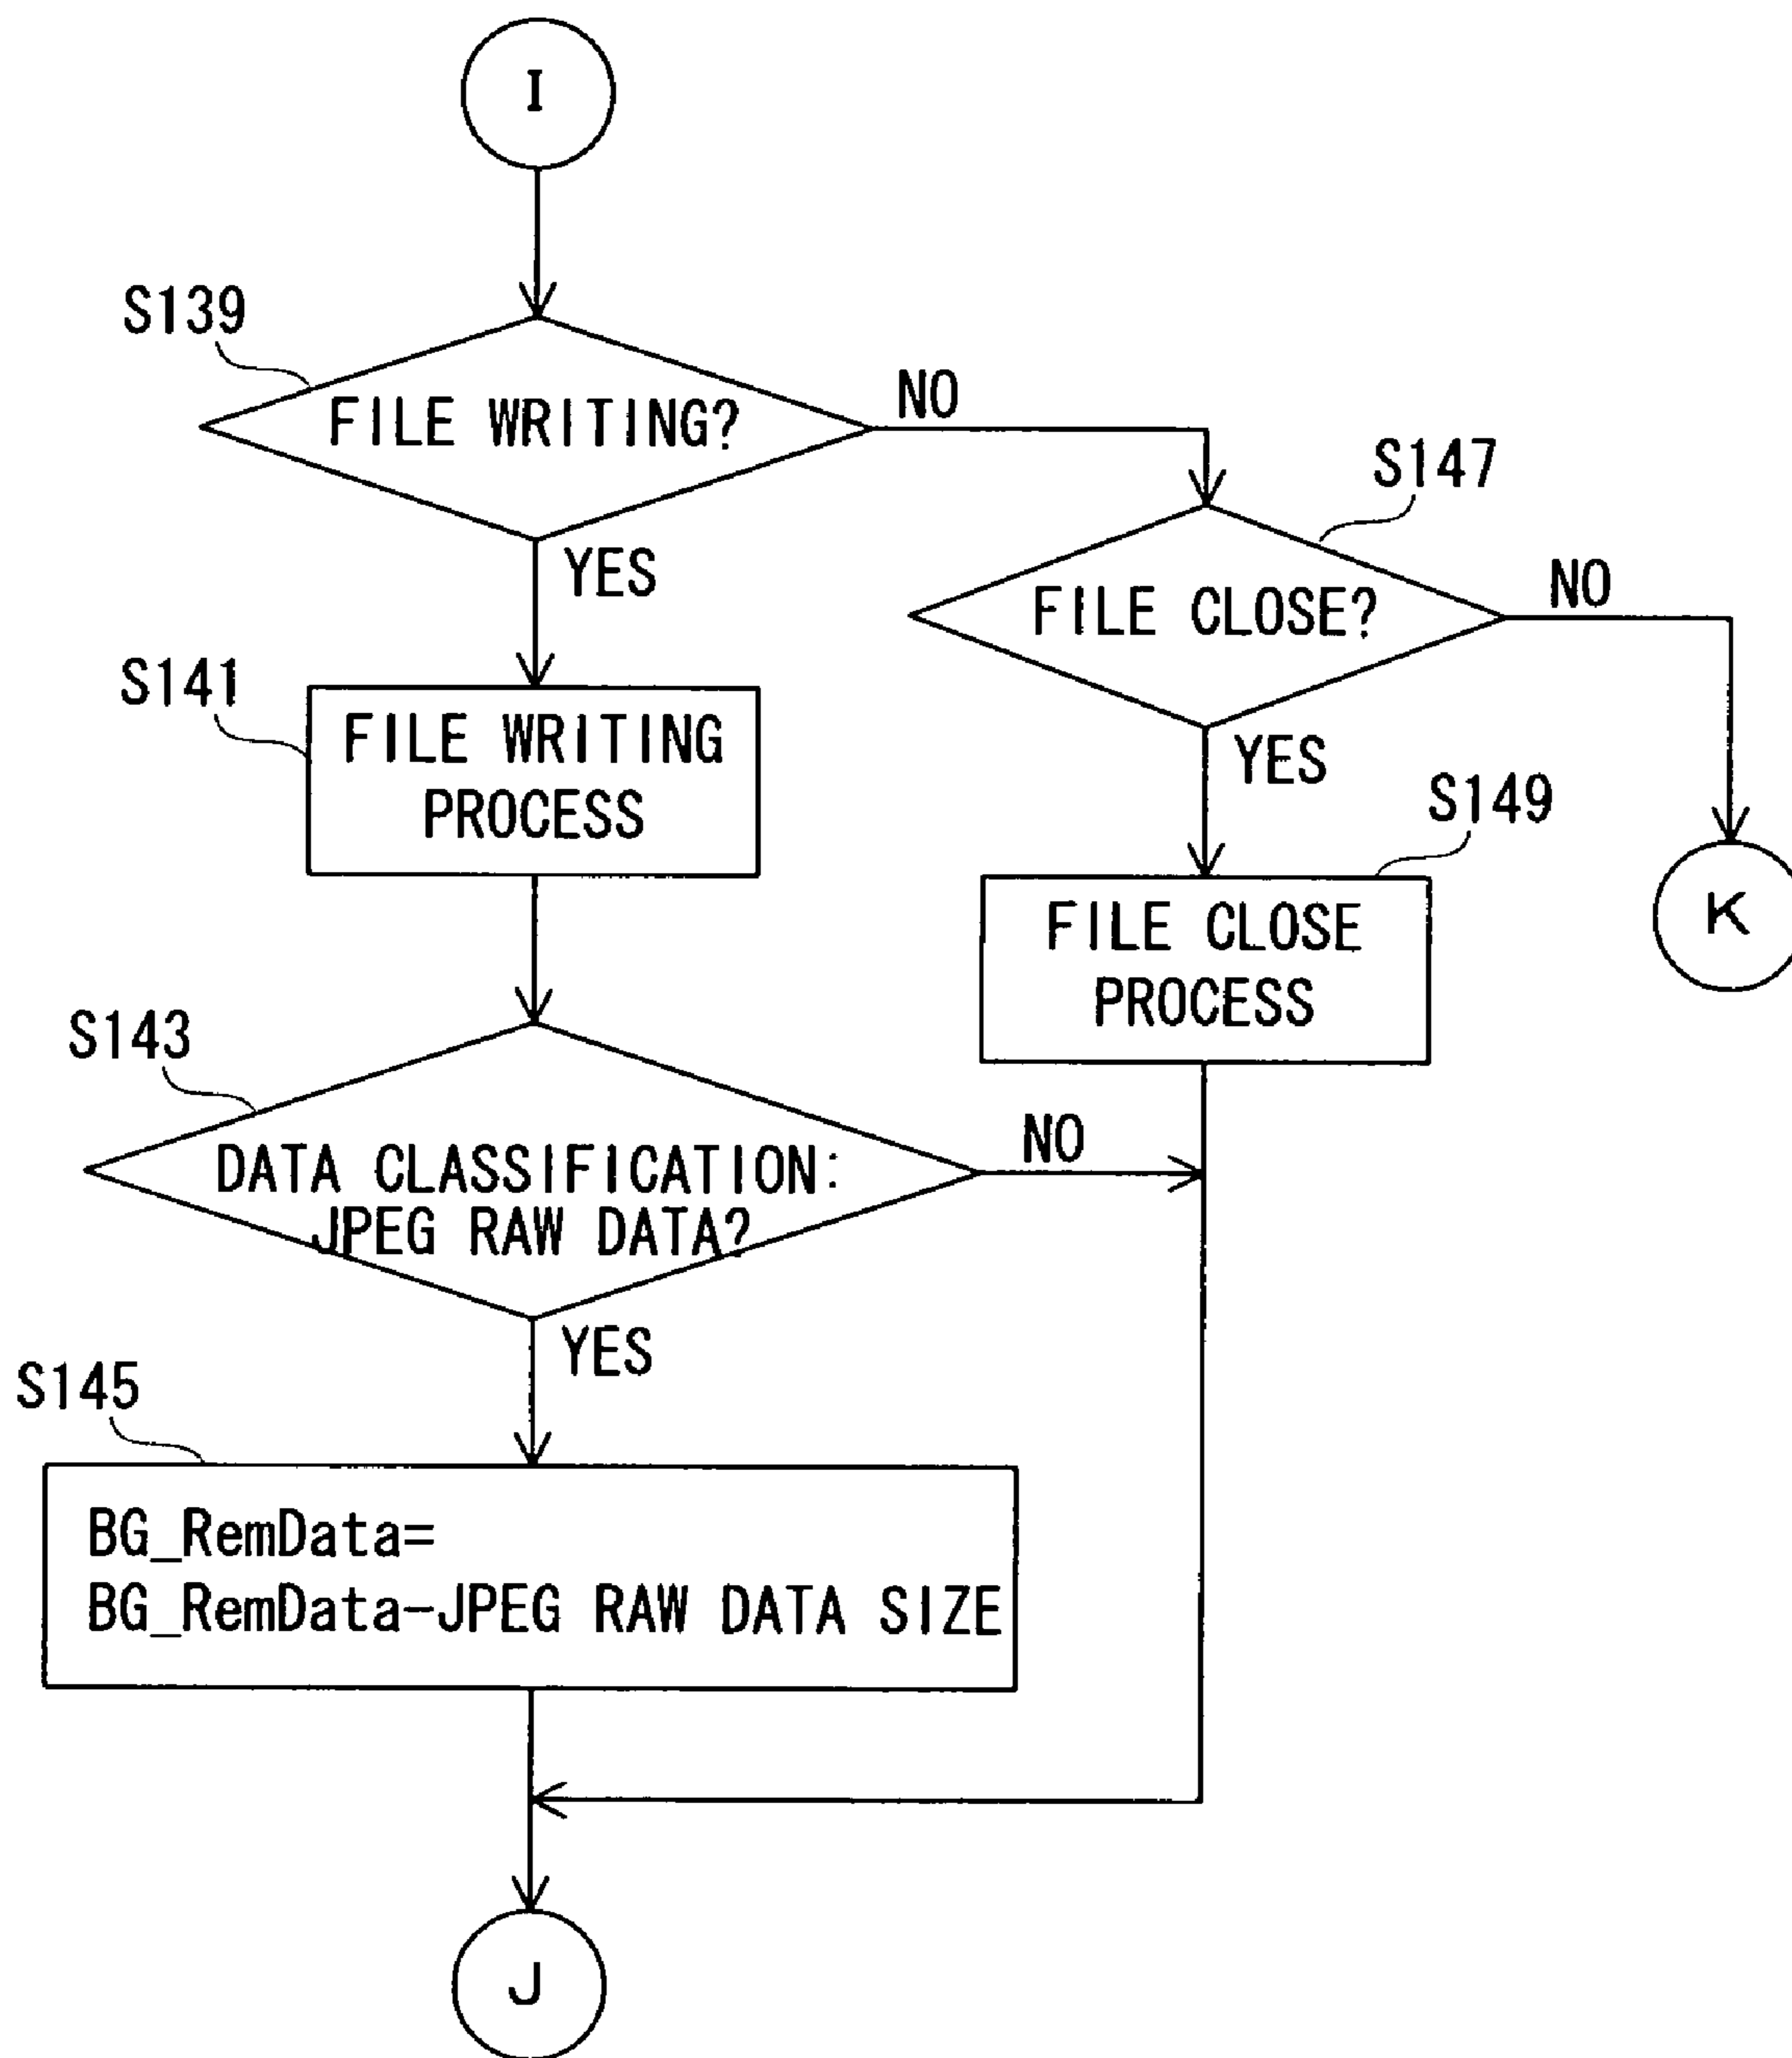 I
S139
FILE WRITING?
NO
S147
YES
FILE CLOSE?
NO
S141
FILE WRITING
PROCESS
YES
S149
FILE CLOSE
PROCESS
K
S143
DATA CLASSIFICATION:
JPEG RAW DATA?
NO
YES
S145
BG_RemData=
BG_RemData-JPEG RAW DATA SIZE
J